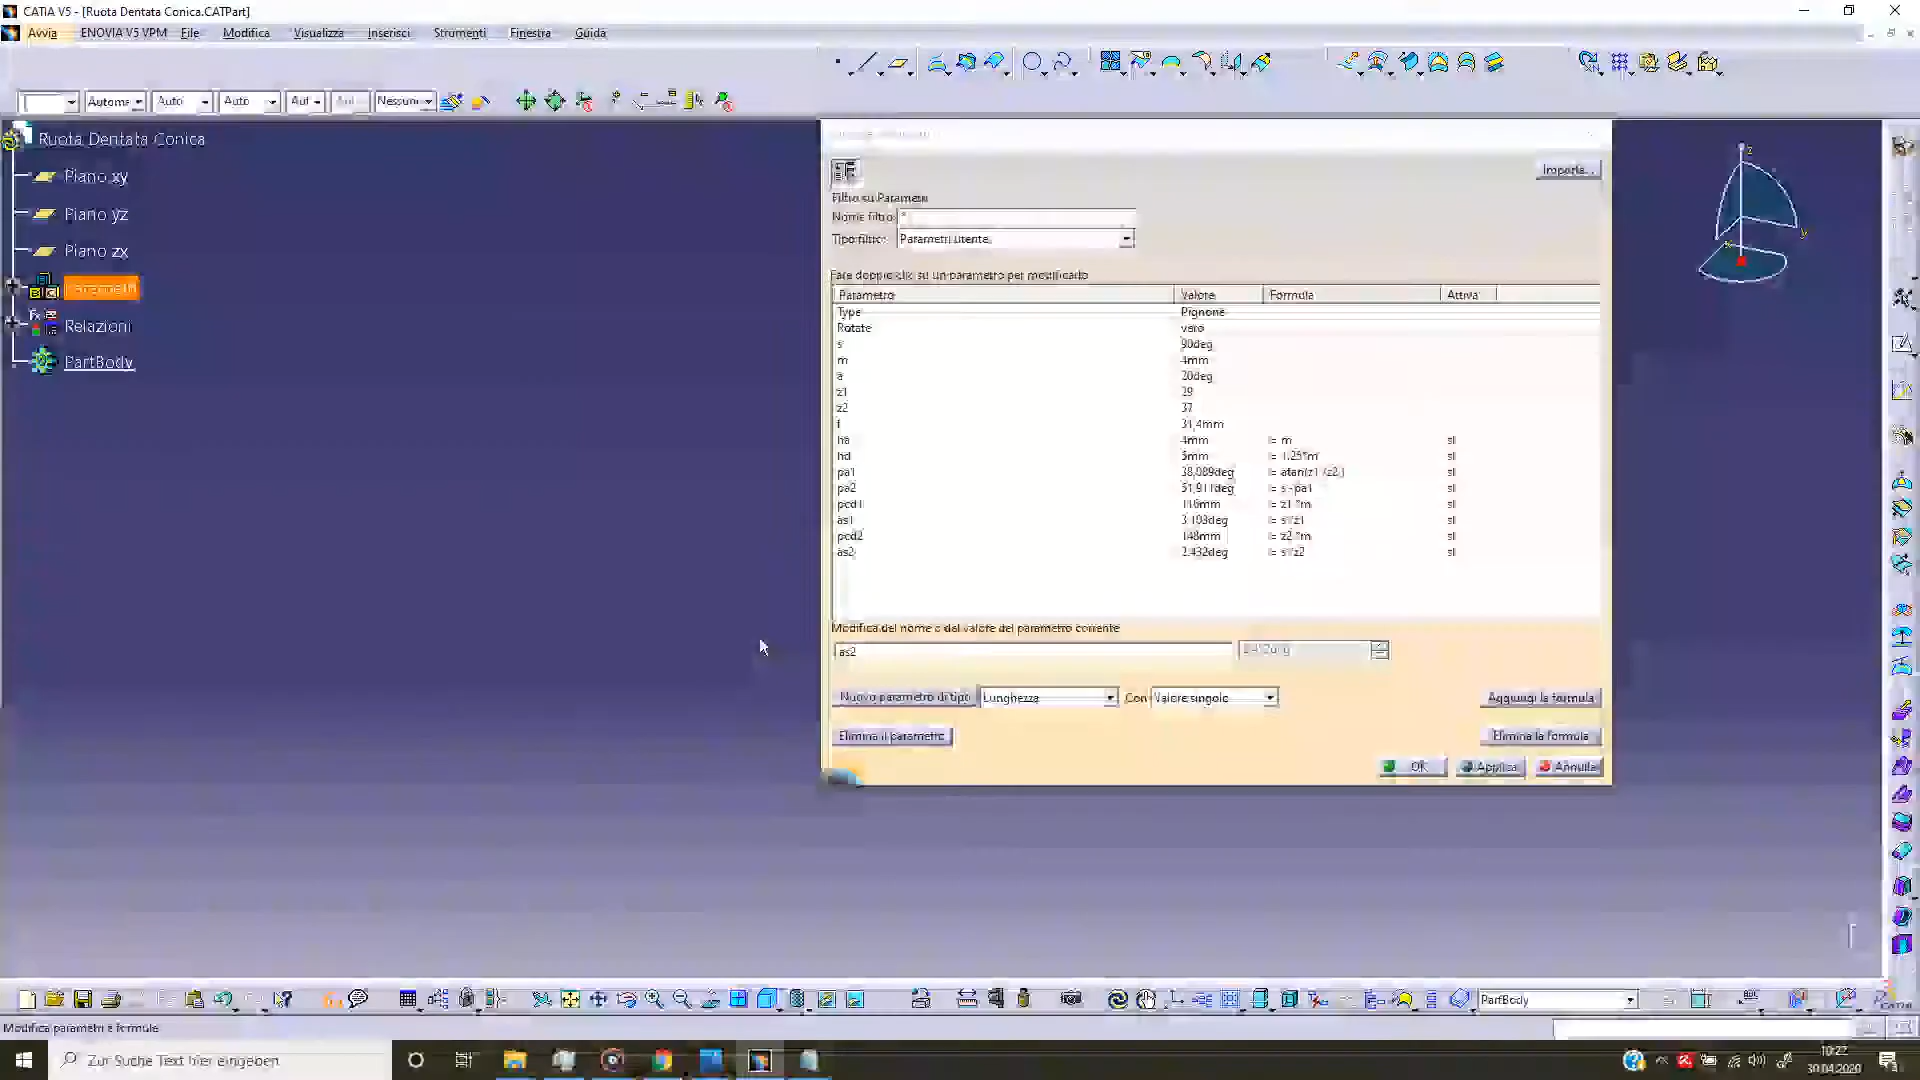 CATIA V5 - [Ruota Dentata Conica.CATPart]
Avvia ENOVIA V5 VPM File Modifica Visualizza Inserisci Strumenti Finestra Guida
Automa Auto Auto Aut Aut Nessun
Ruota Dentata Conica
Piano xy
Piano yz
Piano zx
Relazioni
PartBody
Importa...
Filtro su Parametri
Nome filtro: *
Tipo filtro: Parametri utente
Fare doppio clic su un parametro per modificarlo
Parametro Valore Formula Attiva
Type Pignone
Rotate vero
s 90deg
m 4mm
a 20deg
z1 29
z2 37
f 31,4mm
ha 4mm = m sì
hd 5mm = 1.25*m sì
pa1 38,089deg = atan(z1 /z2 ) sì
pa2 51,911deg = s -pa1 sì
pcd1 116mm = z1 *m sì
as1 3,103deg = s /z1 sì
pcd2 148mm = z2 *m sì
as2 2,432deg = s /z2 sì
Modifica del nome o del valore del parametro corrente
as2
Nuovo parametro di tipo Lunghezza Con Valore singolo Aggiungi la formula
Elimina il parametro Elimina la formula
OK Applica Annulla
z
y
PartBody
Modifica parametri e formule
Zur Suche Text hier eingeben
10:22
30.04.2020